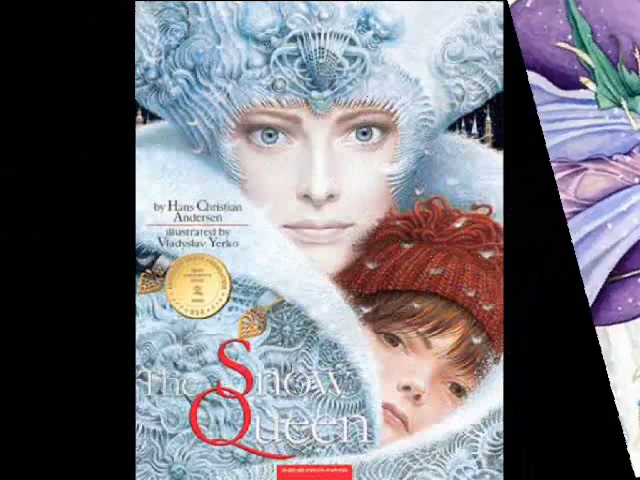 by Hans Christian
Andersen
illustrated by
Vladyslav Yerko
The Snow
Queen